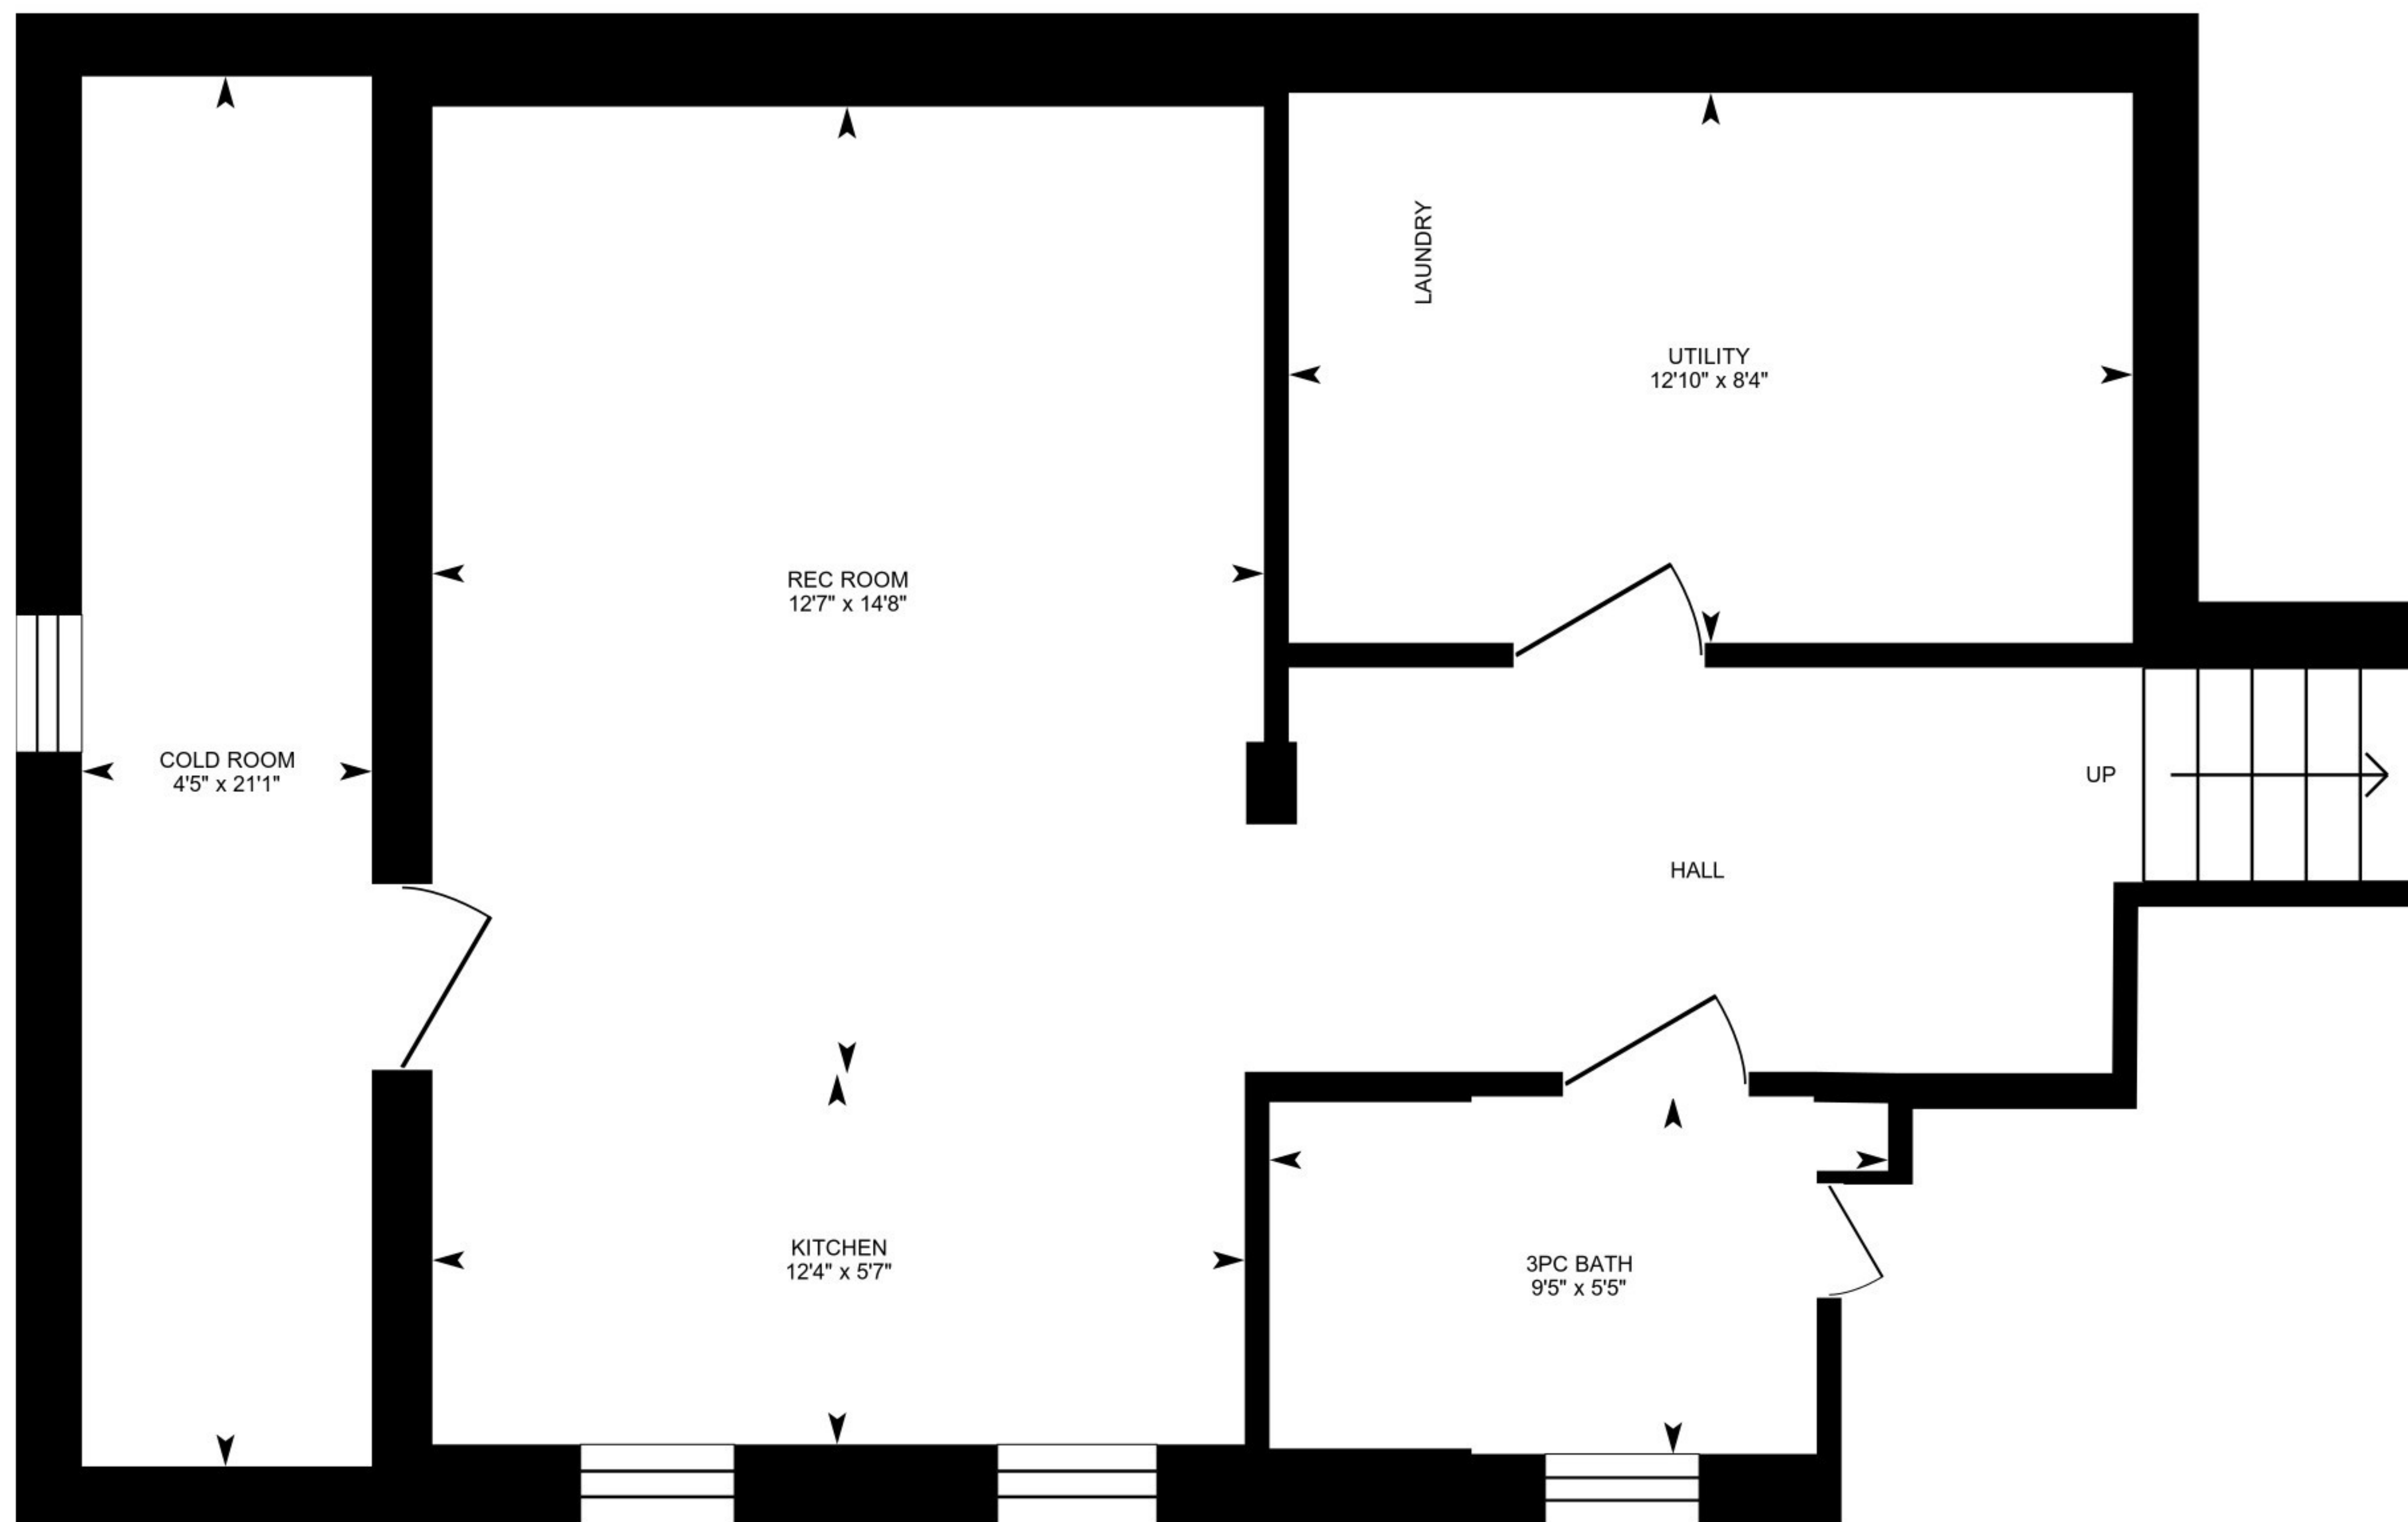 LAUNDRY
UTILITY
12'10" x 8'4"
REC ROOM
12'7" x 14'8"
COLD ROOM
4'5" x 21'1"
UP
HALL
KITCHEN
12'4" x 5'7"
3PC BATH
9'5" x 5'5"